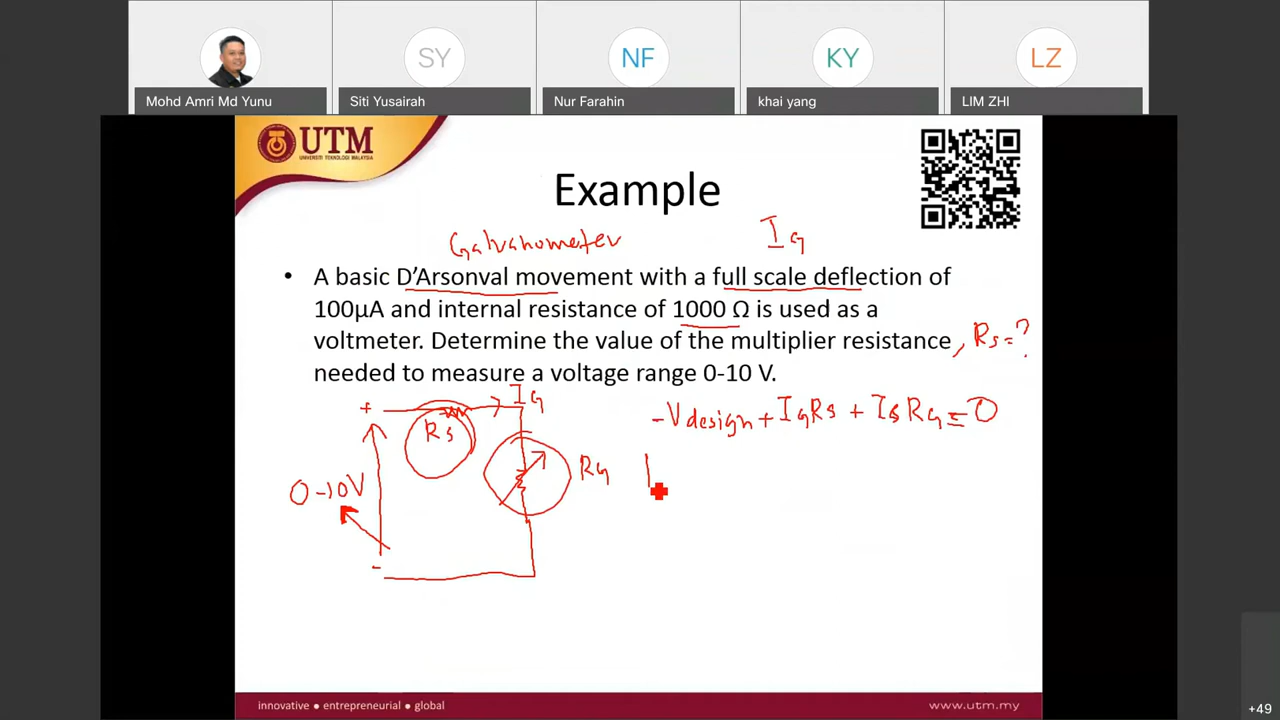 SY
NF
KY
LZ
Mohd Amri Md Yunu
Siti Yusairah
Nur Farahin
khai yang
LIM ZHI
UTM
UNIVERSITI TEKNOLOGI MALAYSIA
Example
Galvanometer
IG
• A basic D’Arsonval movement with a full scale deflection of
100µA and internal resistance of 1000 Ω is used as a
voltmeter. Determine the value of the multiplier resistance
, Rs=?
needed to measure a voltage range 0-10 V.
+
IG
Rs
-Vdesign + IGRs + IGRG = 0
RG
0-10V
-
innovative ● entrepreneurial ● global
www.utm.my
+49